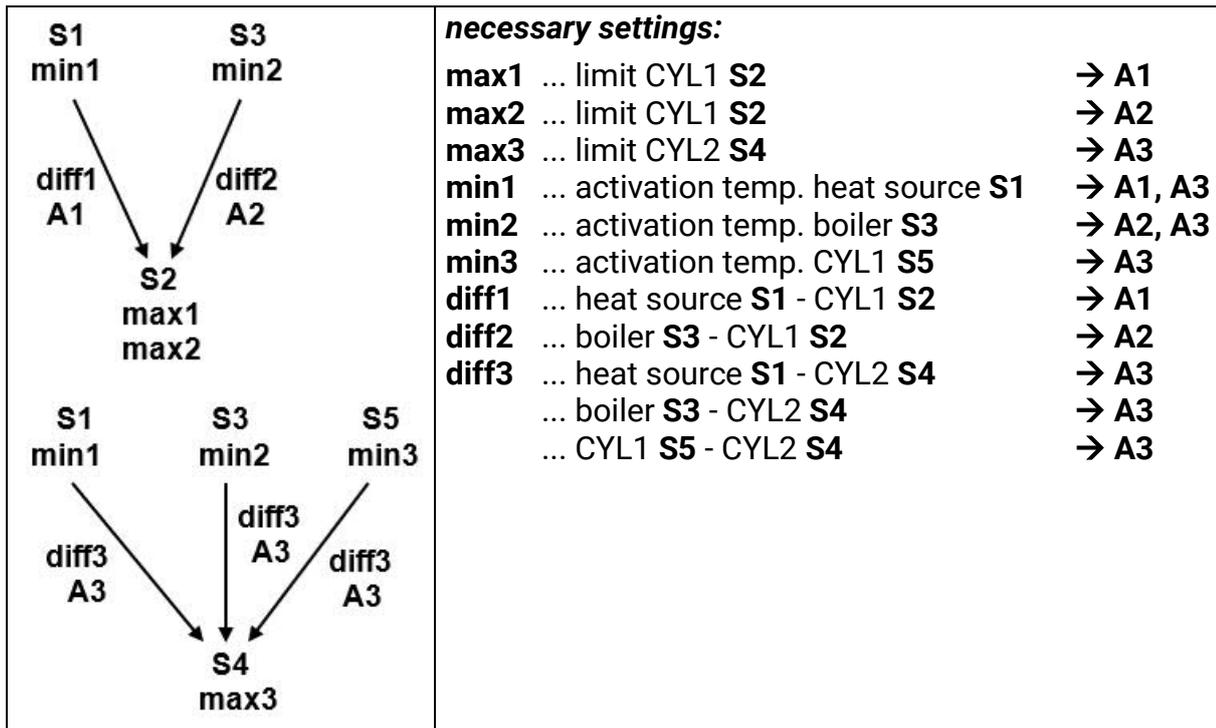 S1 S3
min1 min2
diff1 diff2
A1 A2
S2
max1
max2
S1 S3 S5
min1 min2 min3
diff3
A3
diff3 diff3
A3 A3
S4
max3
necessary settings:
max1 ... limit CYL1 S2 → A1
max2 ... limit CYL1 S2 → A2
max3 ... limit CYL2 S4 → A3
min1 ... activation temp. heat source S1 → A1, A3
min2 ... activation temp. boiler S3 → A2, A3
min3 ... activation temp. CYL1 S5 → A3
diff1 ... heat source S1 - CYL1 S2 → A1
diff2 ... boiler S3 - CYL1 S2 → A2
diff3 ... heat source S1 - CYL2 S4 → A3
... boiler S3 - CYL2 S4 → A3
... CYL1 S5 - CYL2 S4 → A3